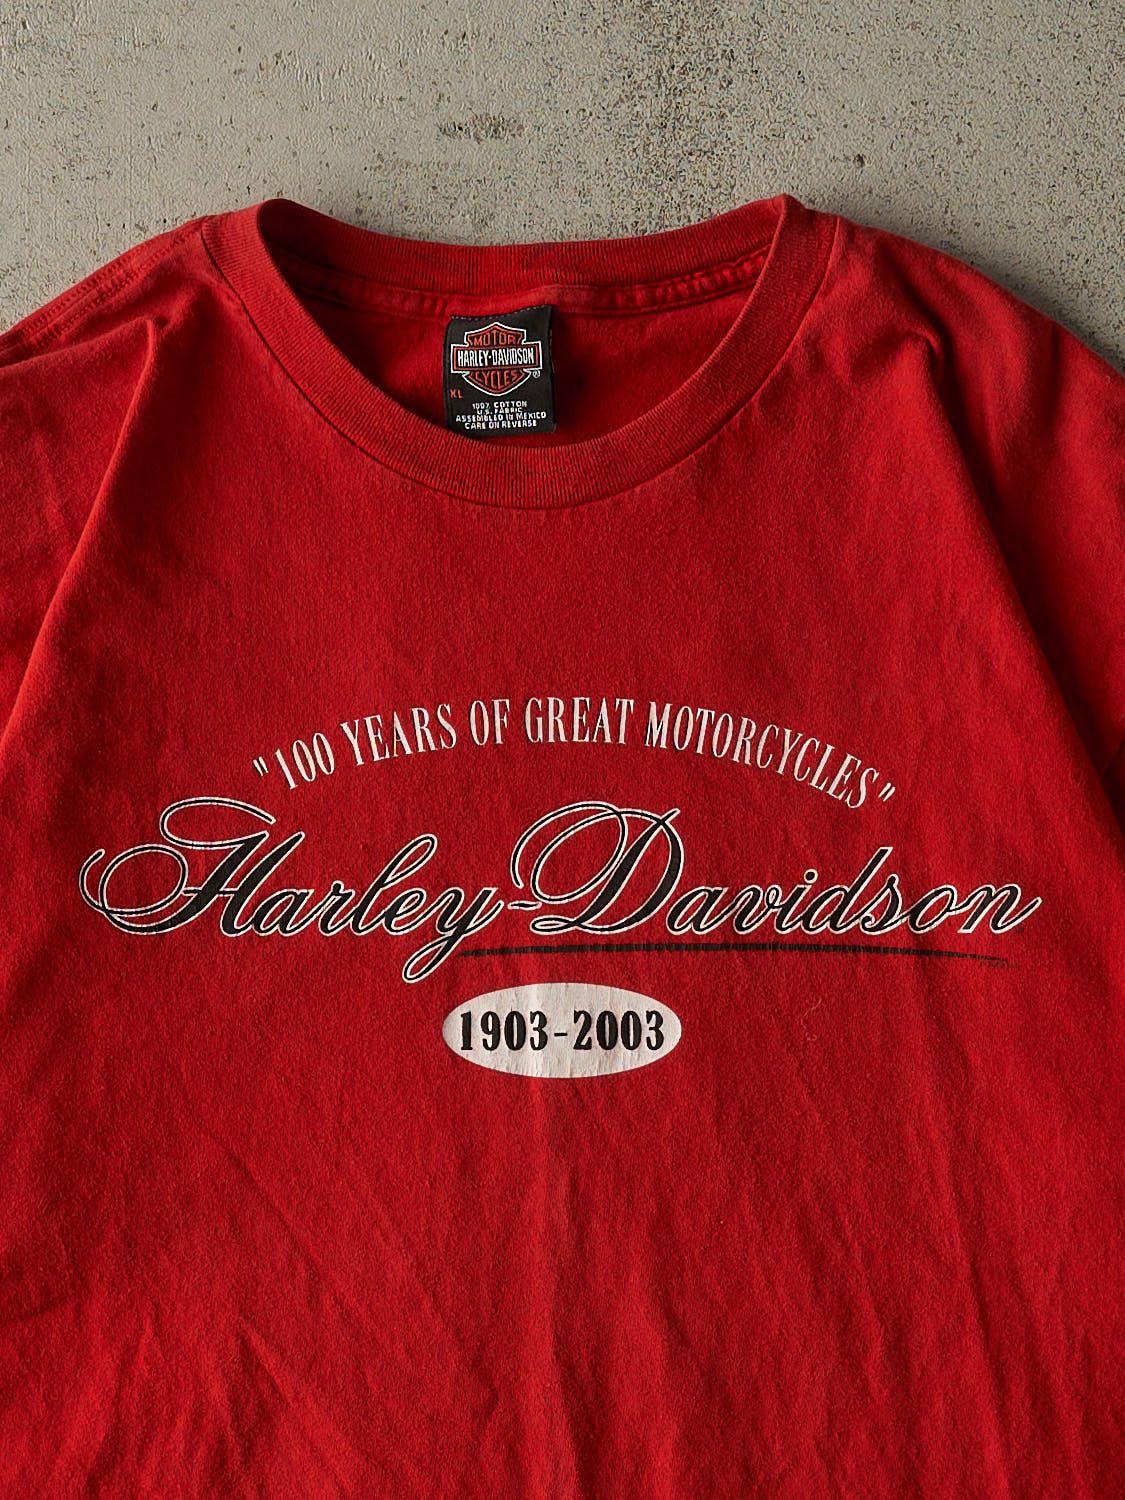 MOTOR
HARLEY-DAVIDSON
CYCLES
®
XL
100% COTTON
U.S. FABRIC
ASSEMBLED IN MEXICO
CARE ON REVERSE
"100 YEARS OF GREAT MOTORCYCLES"
Harley-Davidson
1903-2003